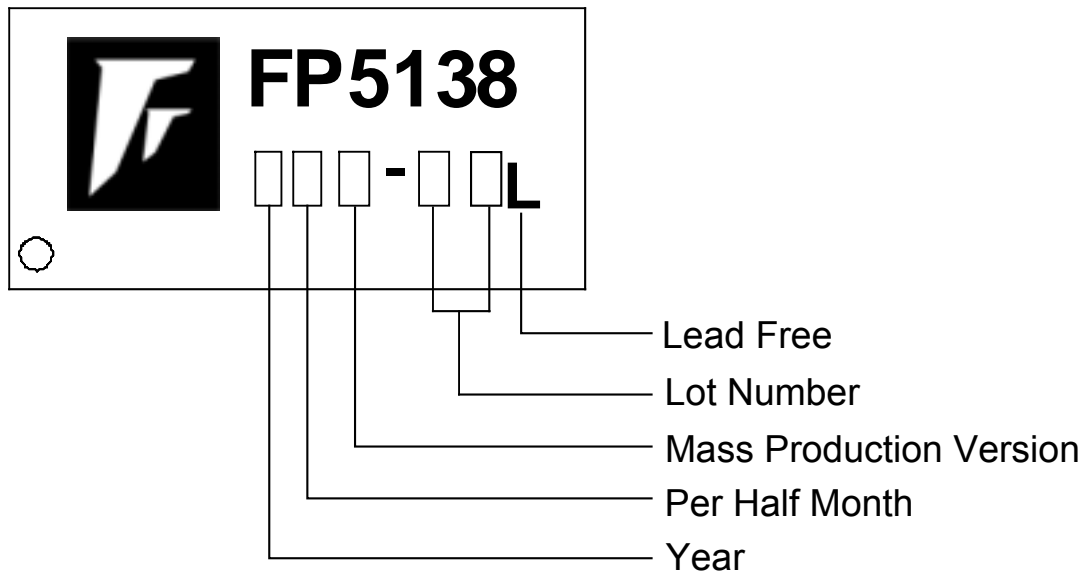 FP5138
-
L
Lead Free
Lot Number
Mass Production Version
Per Half Month
Year